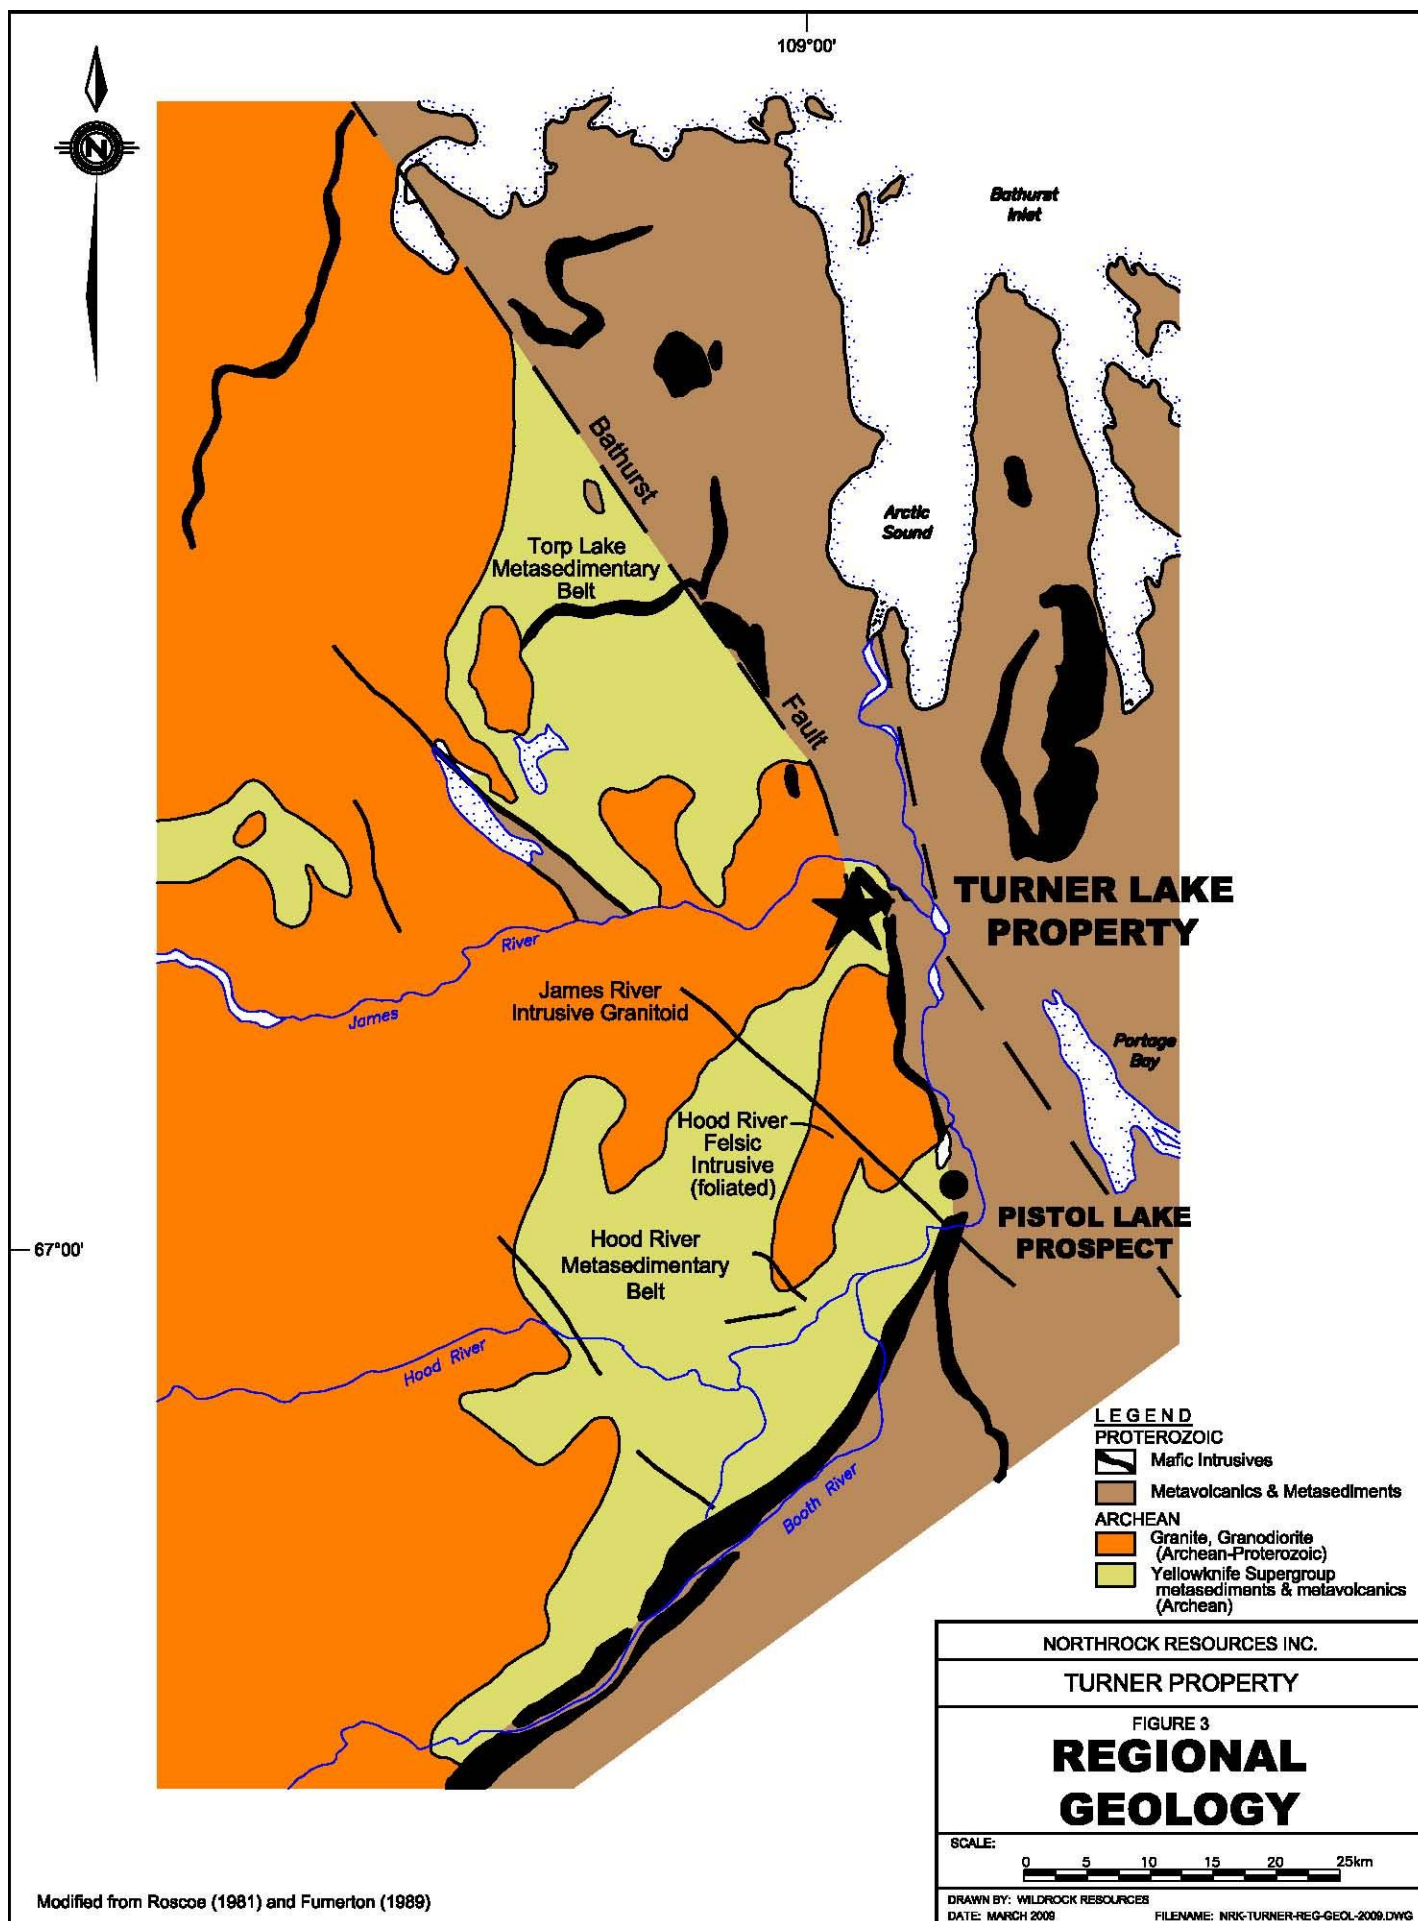 109°00'
N
Bathurst
Inlet
Bathurst
Arctic
Sound
Torp Lake
Metasedimentary
Belt
Fault
TURNER LAKE
PROPERTY
River
James
James River
Intrusive Granitoid
Portage
Bay
Hood River
Felsic
Intrusive
(foliated)
PISTOL LAKE
PROSPECT
67°00'
Hood River
Metasedimentary
Belt
Hood River
Booth River
LEGEND
PROTEROZOIC
Mafic Intrusives
Metavolcanics & Metasediments
ARCHEAN
Granite, Granodiorite
(Archean-Proterozoic)
Yellowknife Supergroup
metasediments & metavolcanics
(Archean)
NORTHROCK RESOURCES INC.
TURNER PROPERTY
FIGURE 3
REGIONAL
GEOLOGY
SCALE:
0 5 10 15 20 25km
DRAWN BY: WILDROCK RESOURCES
DATE: MARCH 2009 FILENAME: NRK-TURNER-REG-GEOL-2009.DWG
Modified from Roscoe (1981) and Fumerton (1989)